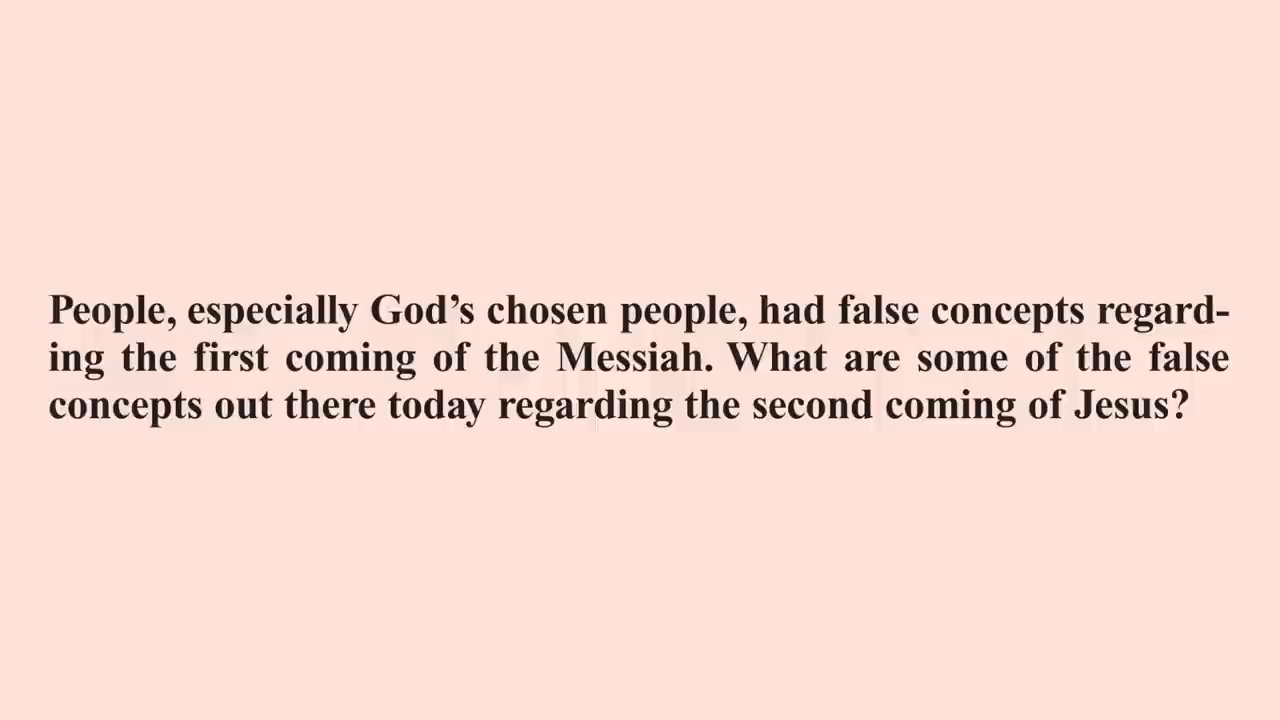 People, especially God’s chosen people, had false concepts regard-
ing the first coming of the Messiah. What are some of the false
concepts out there today regarding the second coming of Jesus?